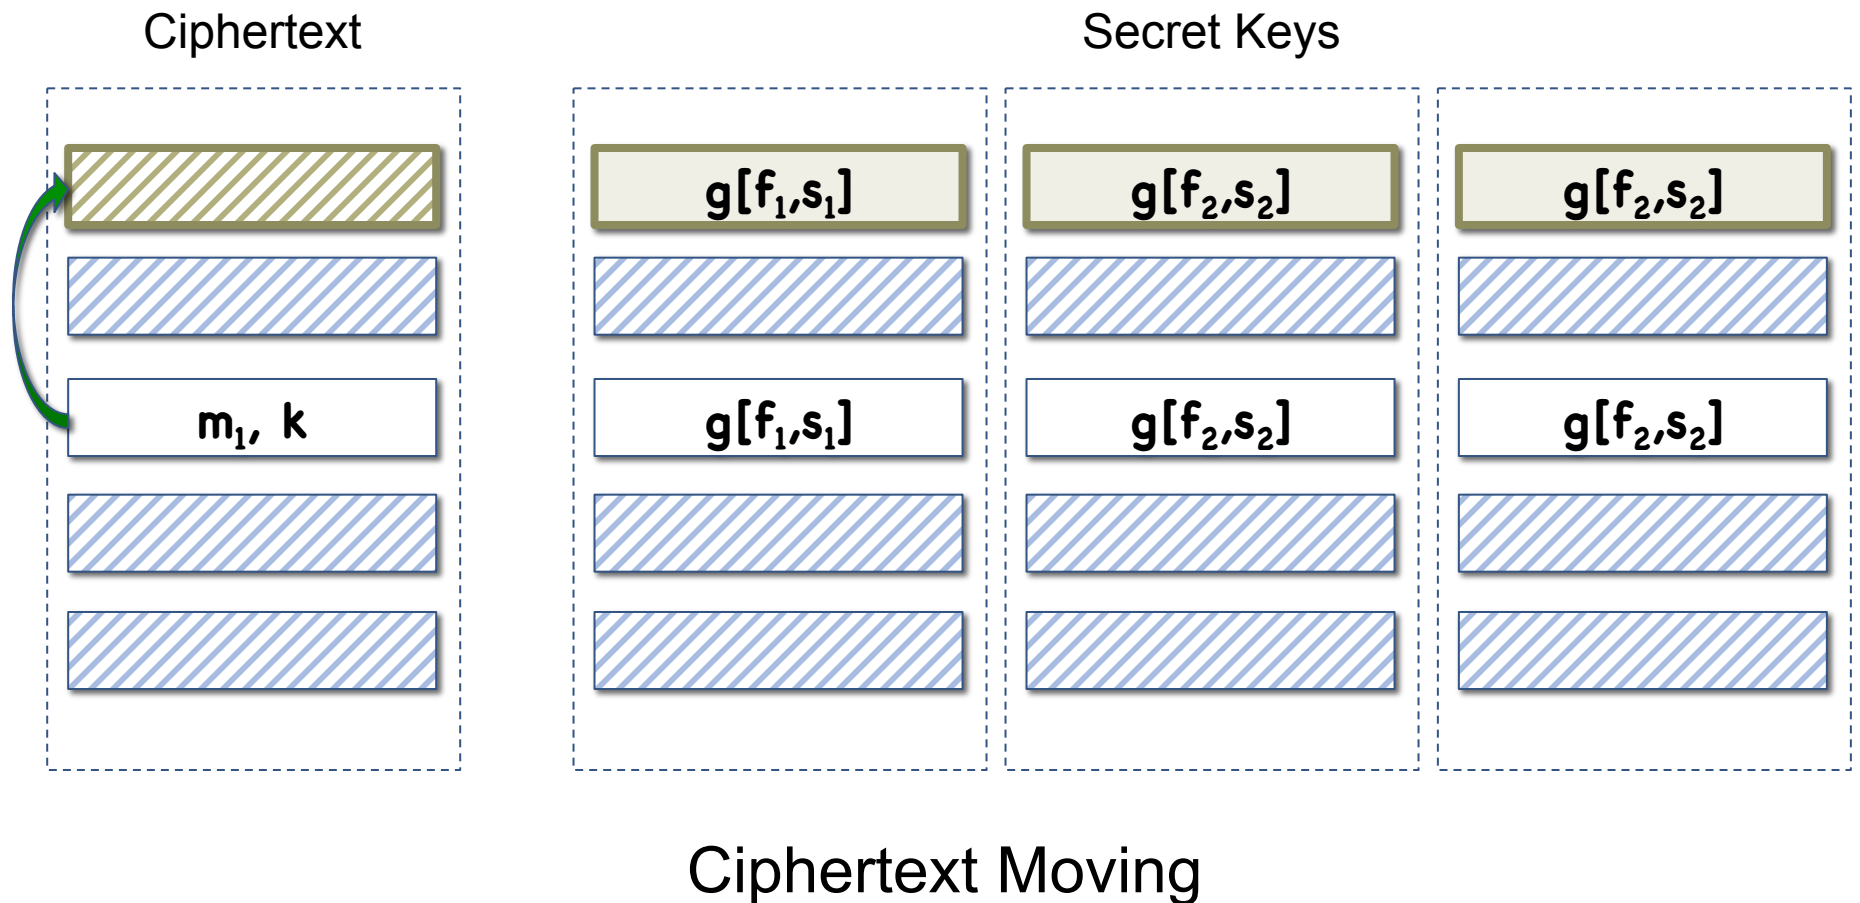 Ciphertext Secret Keys
g[f₁,s₁] g[f₂,s₂] g[f₂,s₂]
m₁, k g[f₁,s₁] g[f₂,s₂] g[f₂,s₂]
Ciphertext Moving